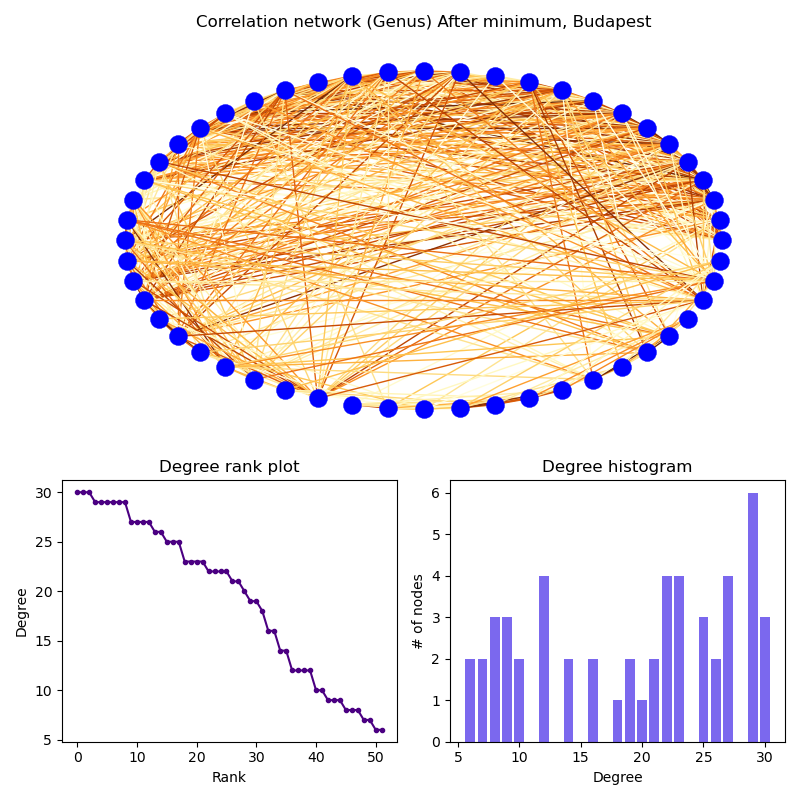 Correlation network (Genus) After minimum, Budapest
Degree rank plot
Degree
30
25
20
15
10
5
0 10 20 30 40 50
Rank
Degree histogram
# of nodes
6
5
4
3
2
1
0
5 10 15 20 25 30
Degree